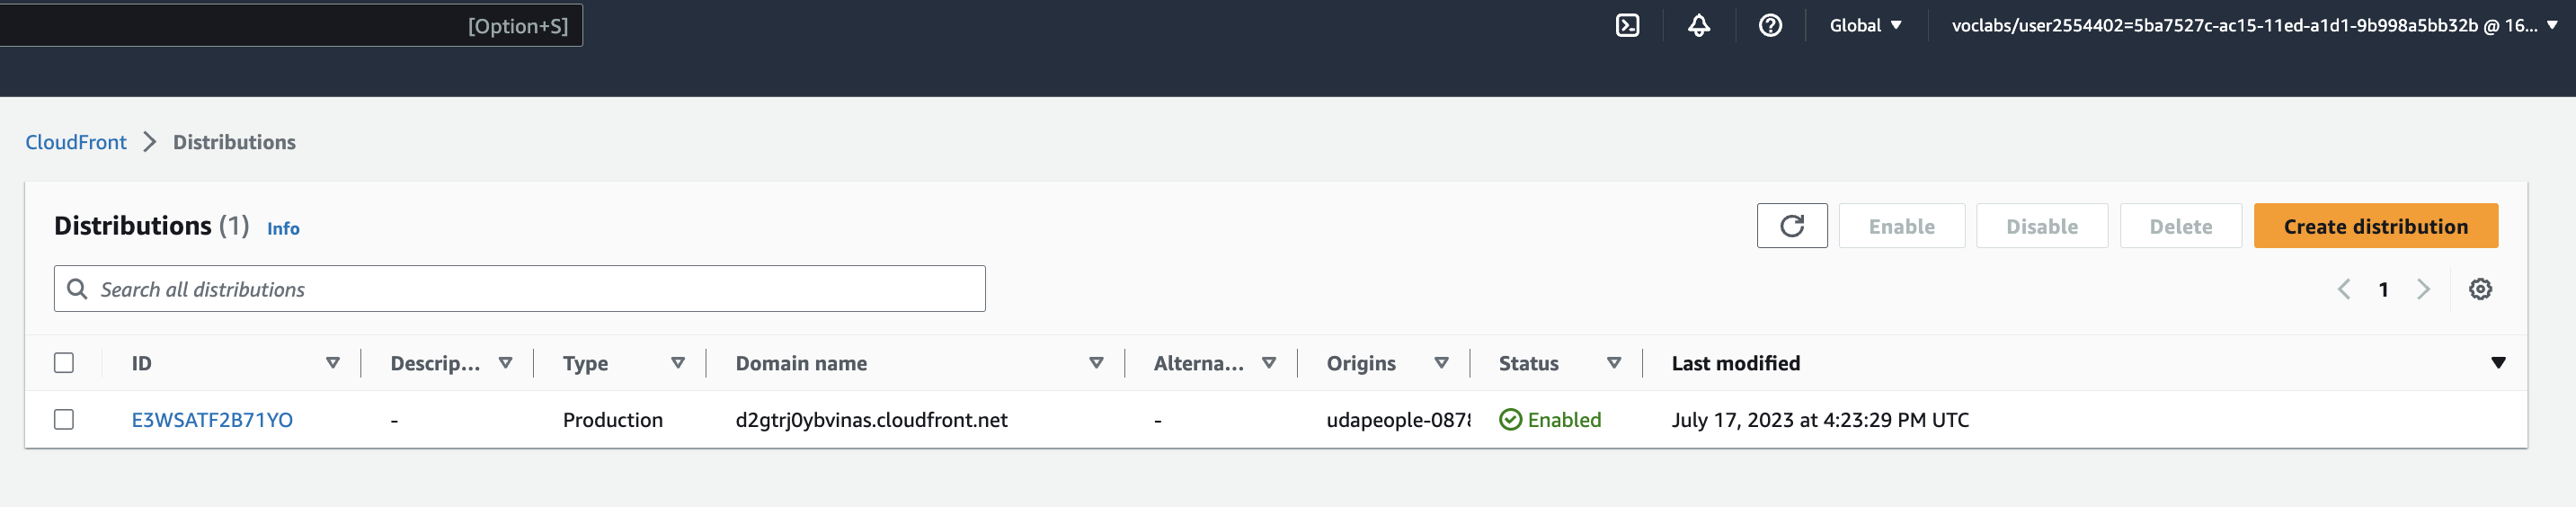 [Option+S]
Global
voclabs/user2554402=5ba7527c-ac15-11ed-a1d1-9b998a5bb32b @ 16...
CloudFront
Distributions
Distributions (1) Info
Enable
Disable
Delete
Create distribution
Search all distributions
1
ID Descrip... Type Domain name Alterna... Origins Status Last modified
E3WSATF2B71YO - Production d2gtrj0ybvinas.cloudfront.net - udapeople-087 Enabled July 17, 2023 at 4:23:29 PM UTC